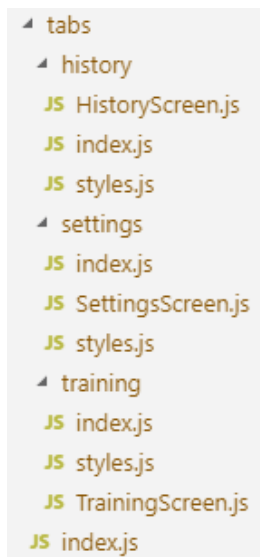 tabs
history
JS HistoryScreen.js
JS index.js
JS styles.js
settings
JS index.js
JS SettingsScreen.js
JS styles.js
training
JS index.js
JS styles.js
JS TrainingScreen.js
JS index.js